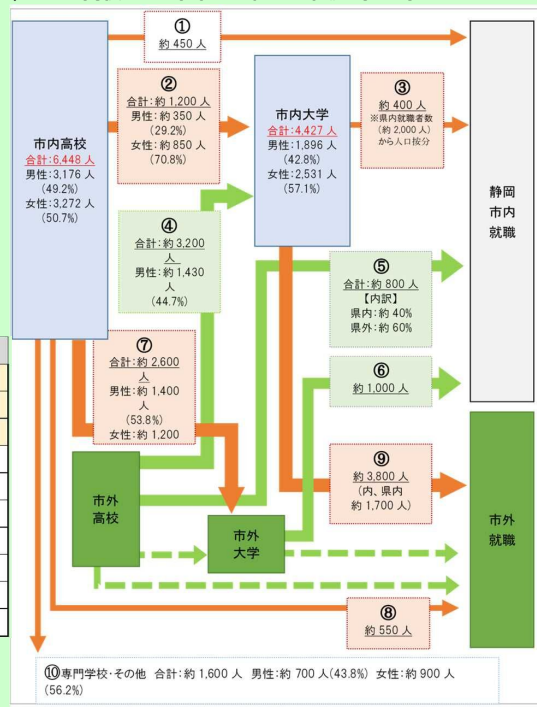 ①
約 450 人
市内高校
合計：6,448 人
男性：3,176 人
(49.2%)
女性：3,272 人
(50.7%)
②
合計：約 1,200 人
男性：約 350 人
(29.2%)
女性：約 850 人
(70.8%)
市内大学
合計：4,427 人
男性：1,896 人
(42.8%)
女性：2,531 人
(57.1%)
③
約 400 人
※県内就職者数
(約 2,000 人)
から人口按分
静岡
市内
就職
④
合計：約 3,200
人
男性：約 1,430
人
(44.7%)
⑤
合計：約 800 人
【内訳】
県内：約 40%
県外：約 60%
⑥
約 1,000 人
⑦
合計：約 2,600
人
男性：約 1,400
人
(53.8%)
女性：約 1,200
市外
高校
市外
大学
⑨
約 3,800 人
(内、県内
約 1,700 人)
市外
就職
⑧
約 550 人
⑩専門学校・その他 合計：約 1,600 人 男性：約 700 人(43.8%) 女性：約 900 人
(56.2%)